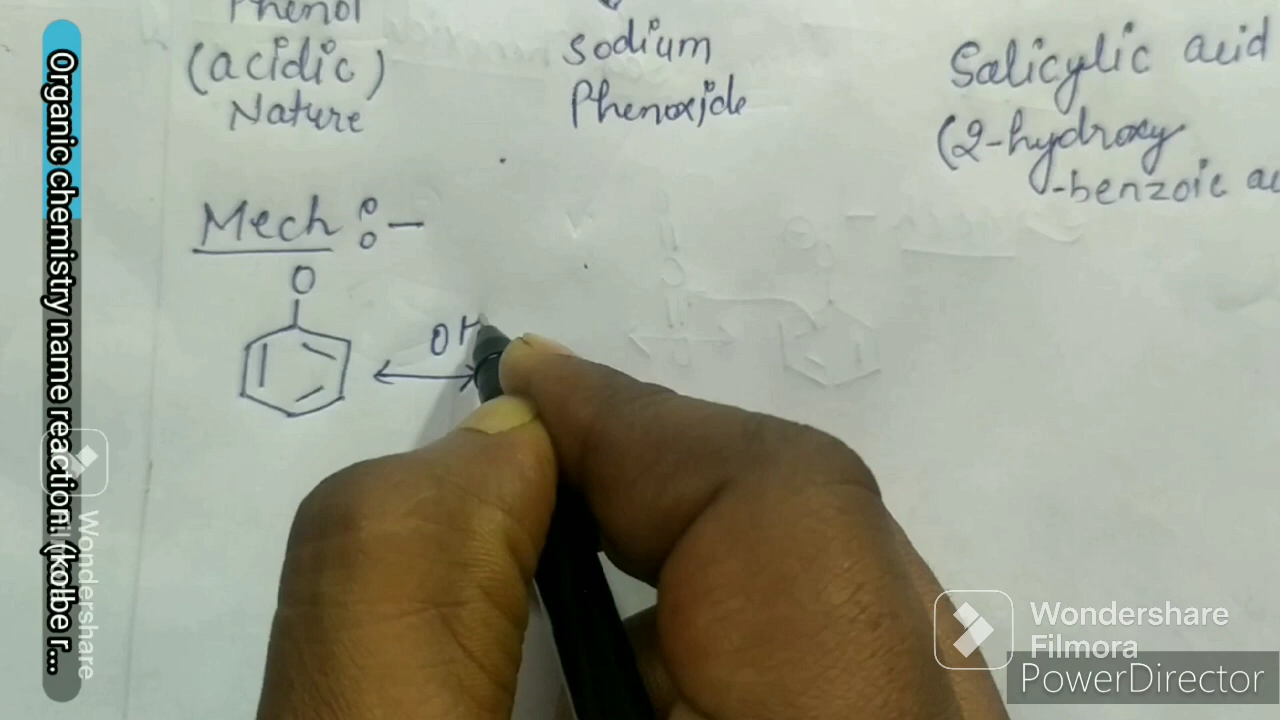 Phenol
(acidic)
Nature
Sodium
Phenoxide
Salicylic acid
(2-hydroxy
-benzoic
Mech :-
O
OH
Organic chemistry name reaction! (kolbe r...
Wondershare
Wondershare
Filmora
PowerDirector